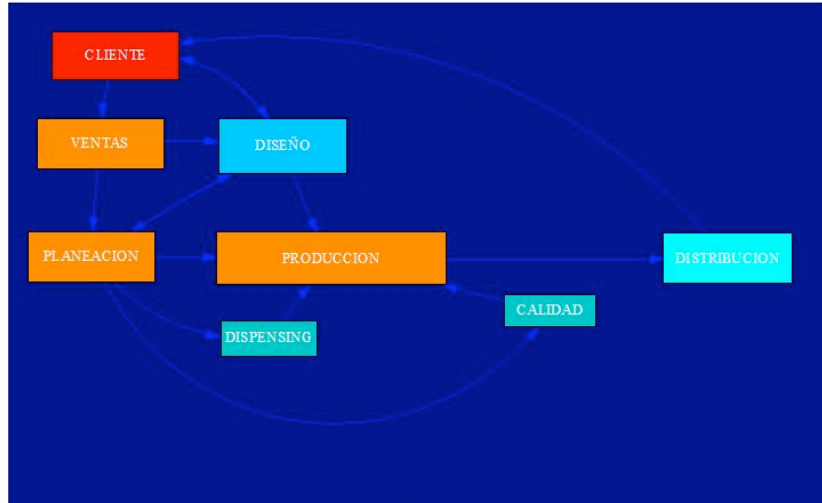 CLIENTE
VENTAS
DISEÑO
PLANEACION
PRODUCCION
DISTRIBUCION
CALIDAD
DISPENSING